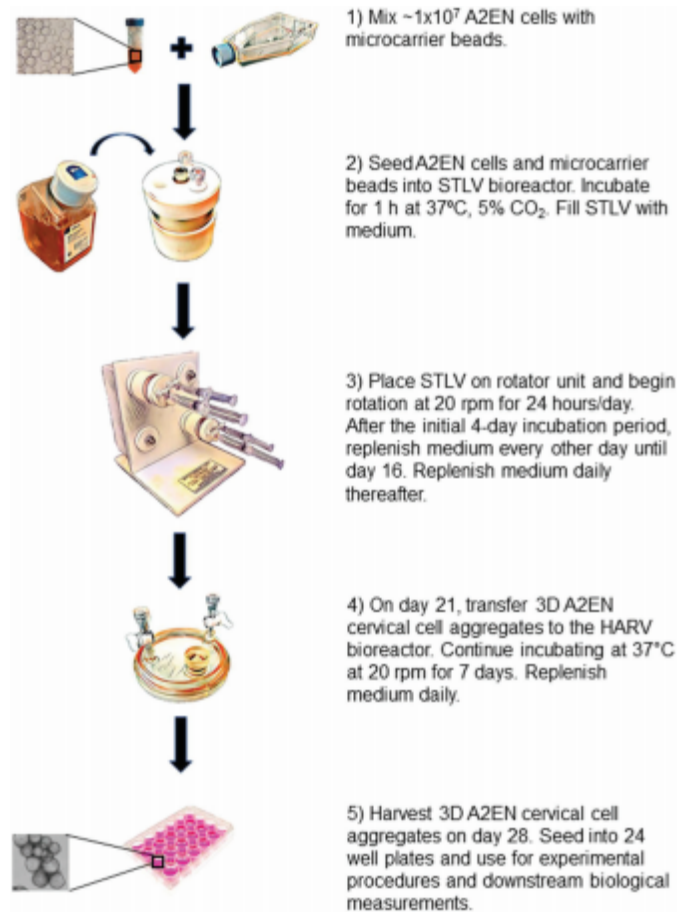 1) Mix ~1x10⁷ A2EN cells with
microcarrier beads.
2) Seed A2EN cells and microcarrier
beads into STLV bioreactor. Incubate
for 1 h at 37ºC, 5% CO₂. Fill STLV with
medium.
3) Place STLV on rotator unit and begin
rotation at 20 rpm for 24 hours/day.
After the initial 4-day incubation period,
replenish medium every other day until
day 16. Replenish medium daily
thereafter.
4) On day 21, transfer 3D A2EN
cervical cell aggregates to the HARV
bioreactor. Continue incubating at 37°C
at 20 rpm for 7 days. Replenish
medium daily.
5) Harvest 3D A2EN cervical cell
aggregates on day 28. Seed into 24
well plates and use for experimental
procedures and downstream biological
measurements.